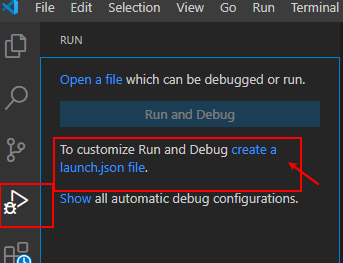 File Edit Selection View Go Run Terminal
RUN
Open a file which can be debugged or run.
Run and Debug
To customize Run and Debug create a
launch.json file.
Show all automatic debug configurations.